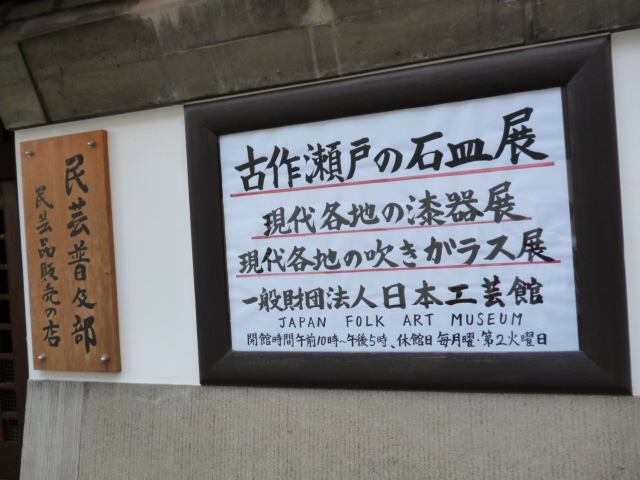 民芸普及部
民芸品販売の店
古作瀬戸の石皿展
現代各地の漆器展
現代各地の吹きガラス展
一般財団法人日本工芸館
JAPAN FOLK ART MUSEUM
開館時間午前10時~午後5時、休館日毎月曜・第2火曜日